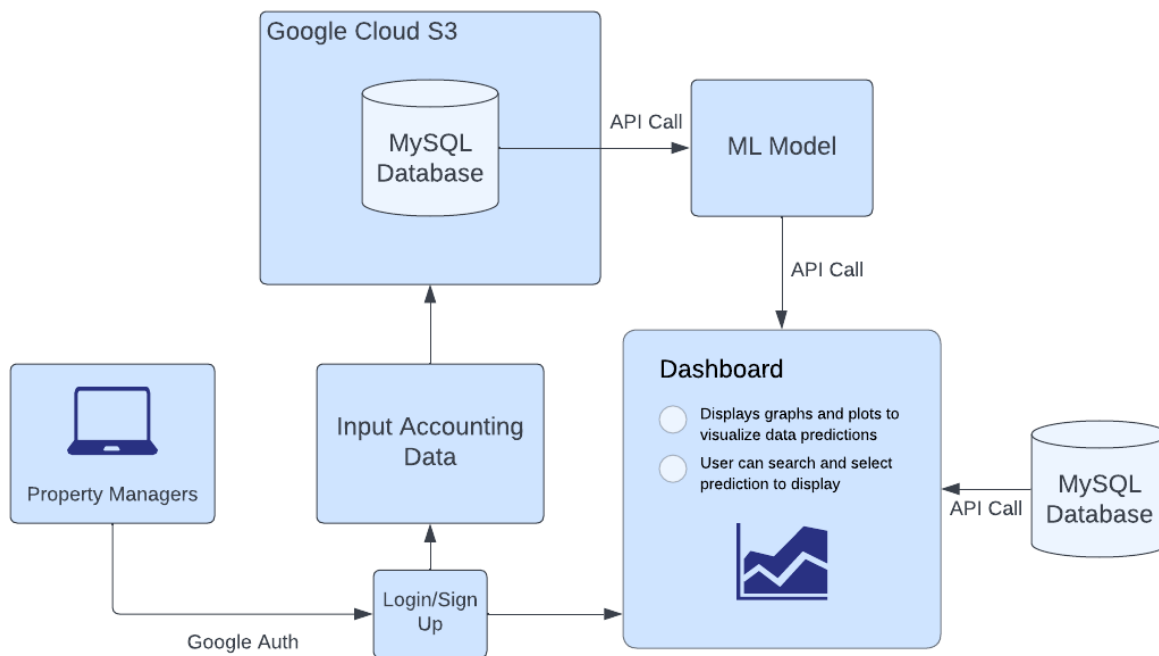 Google Cloud S3
MySQL
Database
API Call
ML Model
API Call
Property Managers
Input Accounting
Data
Dashboard
Displays graphs and plots to
visualize data predictions
User can search and select
prediction to display
API Call
MySQL
Database
Google Auth
Login/Sign
Up